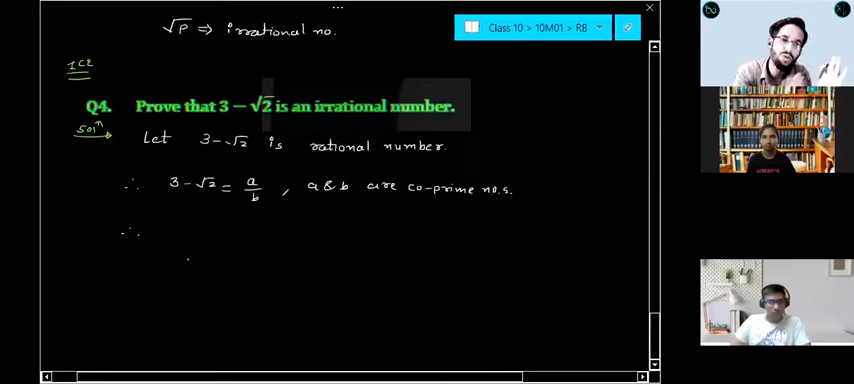 √p ⇒ irrational no.
Class 10 > 10M01 > RB
ICE
Q4. Prove that 3 – √2 is an irrational number.
Solⁿ Let 3 - √2 is rational number.
∴ 3 - √2 = a/b , a & b are co-prime no.s.
∴